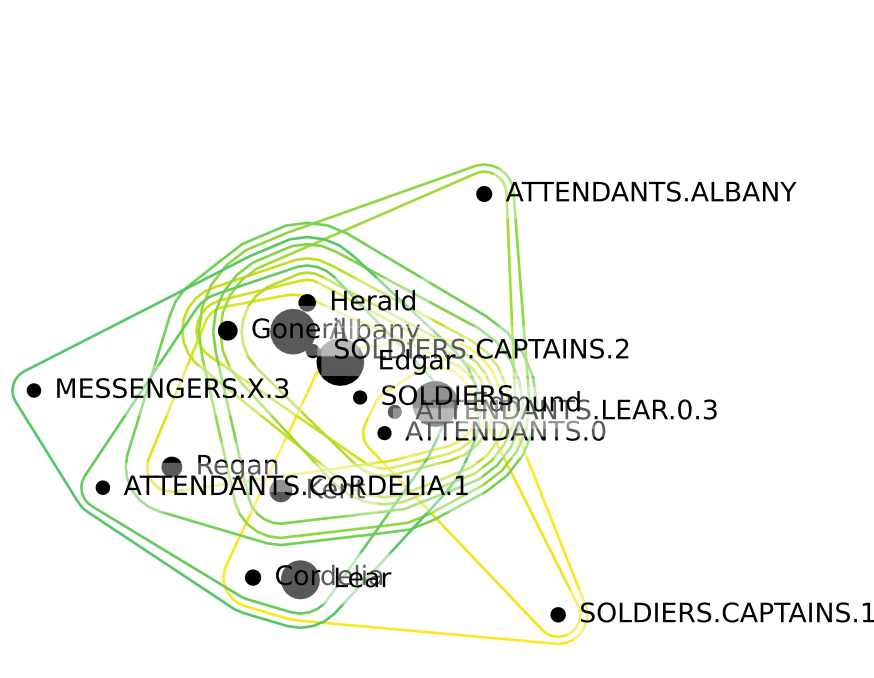 ATTENDANTS.ALBANY
Herald
Goneril
Albany
SOLDIERS.CAPTAINS.2
Edgar
MESSENGERS.X.3
SOLDIERS
Edmund
ATTENDANTS.LEAR.0.3
ATTENDANTS.0
Regan
ATTENDANTS.CORDELIA.1
Kent
Cordelia
Lear
SOLDIERS.CAPTAINS.1